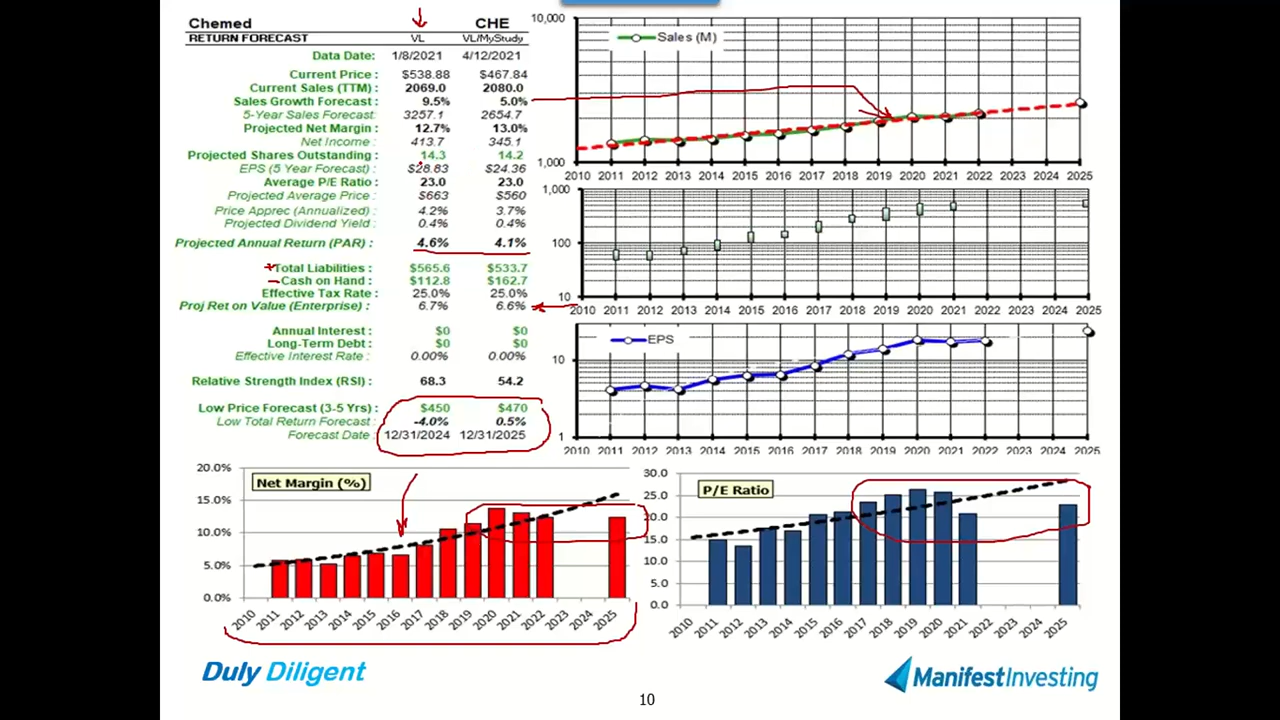 Chemed CHE
RETURN FORECAST VL VL/MyStudy
Data Date: 1/8/2021 4/12/2021
Current Price: $538.88 $467.84
Current Sales (TTM): 2069.0 2080.0
Sales Growth Forecast: 9.5% 5.0%
5-Year Sales Forecast: 3257.1 2654.7
Projected Net Margin: 12.7% 13.0%
Net Income: 413.7 345.1
Projected Shares Outstanding: 14.3 14.2
EPS (5 Year Forecast): $28.83 $24.36
Average P/E Ratio: 23.0 23.0
Projected Average Price: $663 $560
Price Apprec (Annualized): 4.2% 3.7%
Projected Dividend Yield: 0.4% 0.4%
Projected Annual Return (PAR): 4.6% 4.1%
Total Liabilities: $565.6 $533.7
Cash on Hand: $112.8 $162.7
Effective Tax Rate: 25.0% 25.0%
Proj Ret on Value (Enterprise): 6.7% 6.6%
Annual Interest: $0 $0
Long-Term Debt: $0 $0
Effective Interest Rate: 0.00% 0.00%
Relative Strength Index (RSI): 68.3 54.2
Low Price Forecast (3-5 Yrs): $450 $470
Low Total Return Forecast: -4.0% 0.5%
Forecast Date: 12/31/2024 12/31/2025
10,000
Sales (M)
1,000
2010 2011 2012 2013 2014 2015 2016 2017 2018 2019 2020 2021 2022 2023 2024 2025
1,000
100
10
2010 2011 2012 2013 2014 2015 2016 2017 2018 2019 2020 2021 2022 2023 2024 2025
EPS
10
1
2010 2011 2012 2013 2014 2015 2016 2017 2018 2019 2020 2021 2022 2023 2024 2025
Net Margin (%)
20.0%
15.0%
10.0%
5.0%
0.0%
2010 2011 2012 2013 2014 2015 2016 2017 2018 2019 2020 2021 2022 2023 2024 2025
P/E Ratio
30.0
25.0
20.0
15.0
10.0
5.0
0.0
2010 2011 2012 2013 2014 2015 2016 2017 2018 2019 2020 2021 2022 2023 2024 2025
Duly Diligent
ManifestInvesting
10